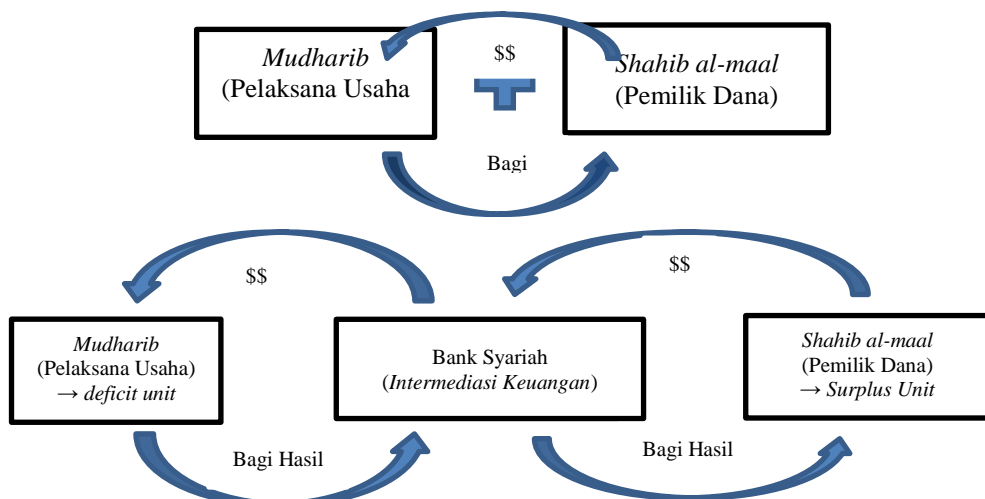 $$
Mudharib
(Pelaksana Usaha
Shahib al-maal
(Pemilik Dana)
Bagi
$$
$$
Mudharib
(Pelaksana Usaha)
→ deficit unit
Bank Syariah
(Intermediasi Keuangan)
Shahib al-maal
(Pemilik Dana)
→ Surplus Unit
Bagi Hasil
Bagi Hasil